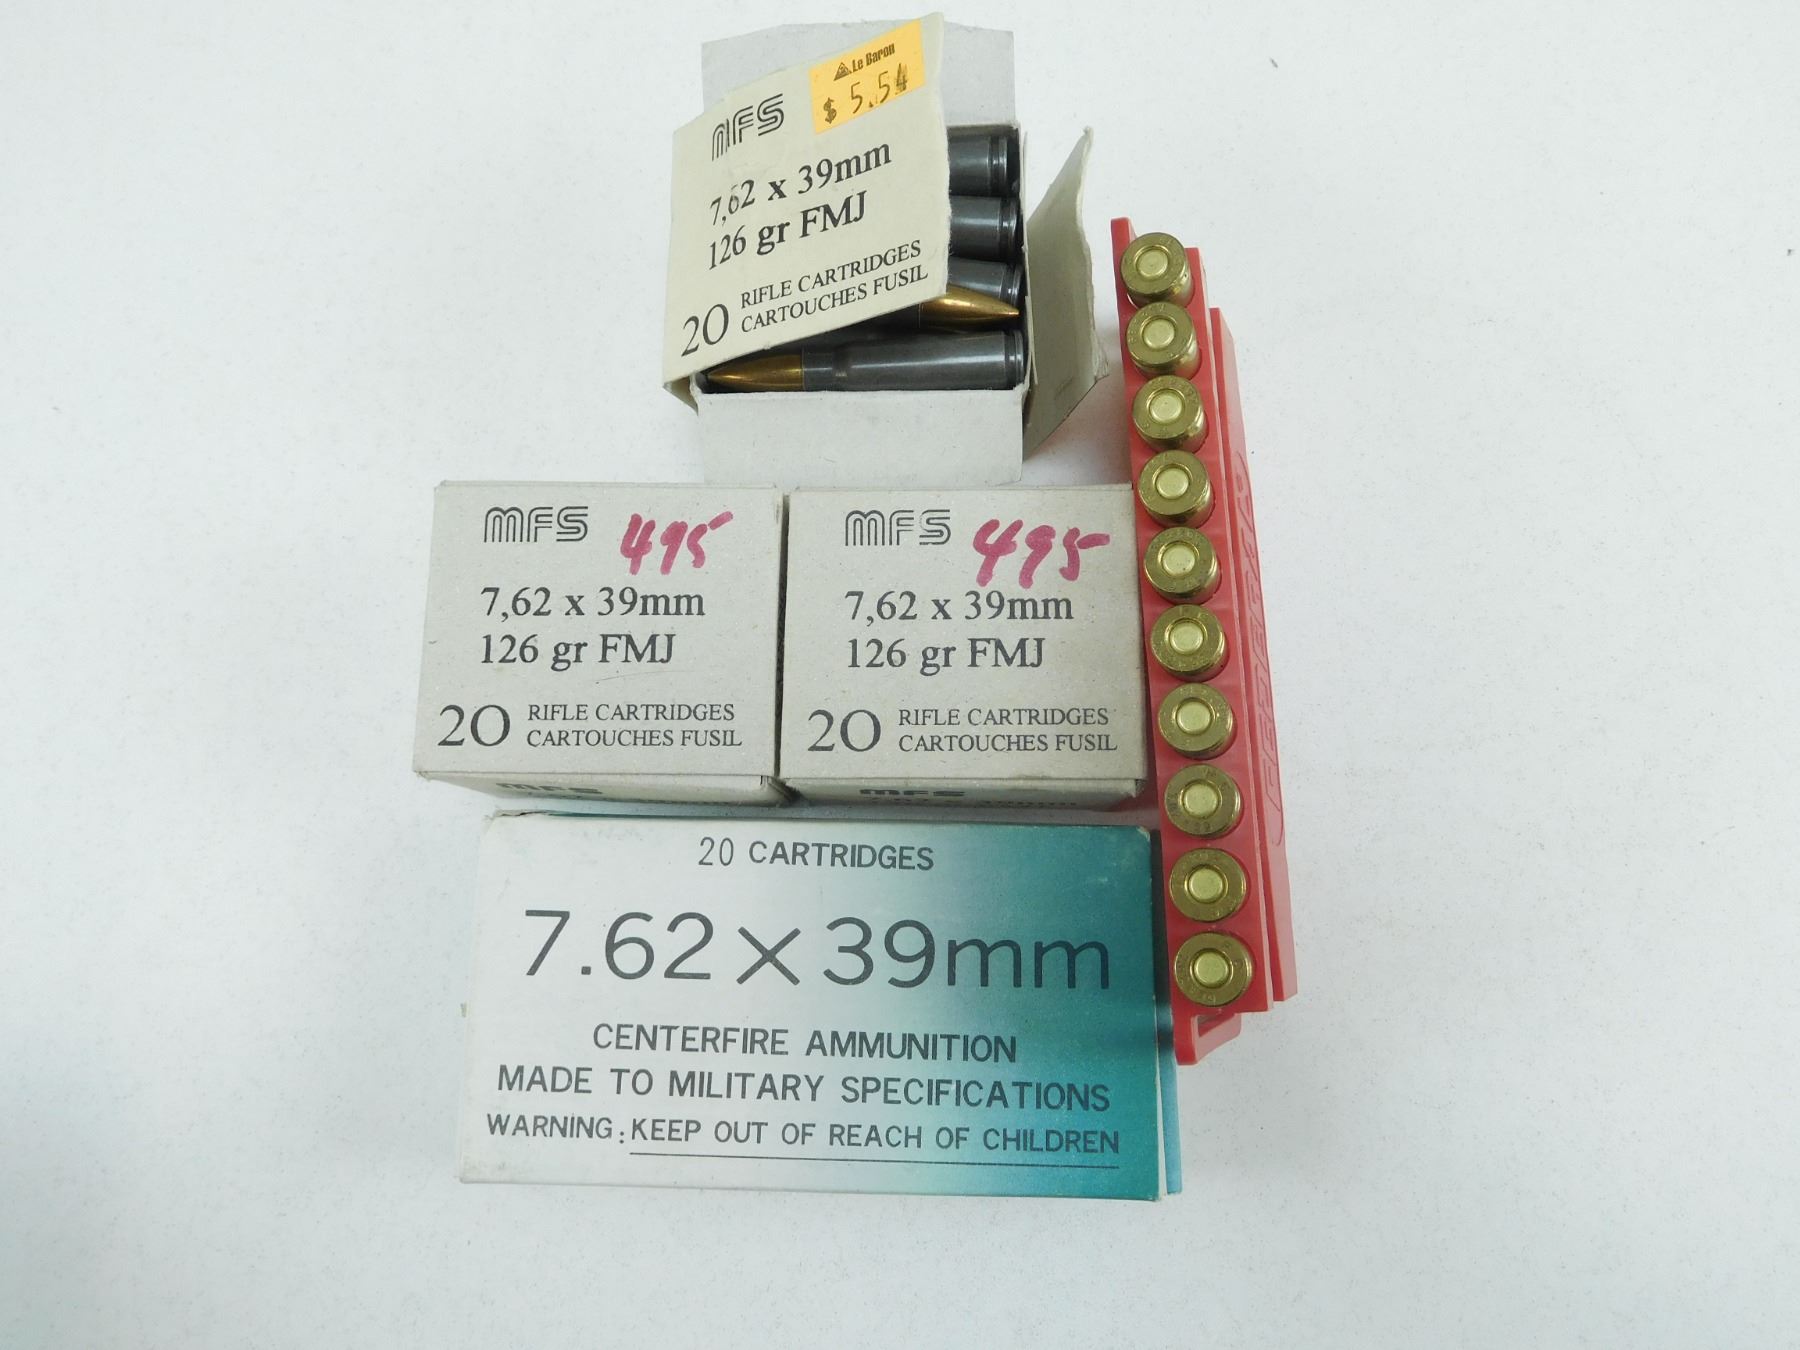 Le Baron
$ 5.54
MFS
7,62 x 39mm
126 gr FMJ
20 RIFLE CARTRIDGES
CARTOUCHES FUSIL
MFS 495
7,62 x 39mm
126 gr FMJ
20 RIFLE CARTRIDGES
CARTOUCHES FUSIL
MFS
MFS 495
7,62 x 39mm
126 gr FMJ
20 RIFLE CARTRIDGES
CARTOUCHES FUSIL
MFS
20 CARTRIDGES
7.62 x 39mm
CENTERFIRE AMMUNITION
MADE TO MILITARY SPECIFICATIONS
WARNING: KEEP OUT OF REACH OF CHILDREN